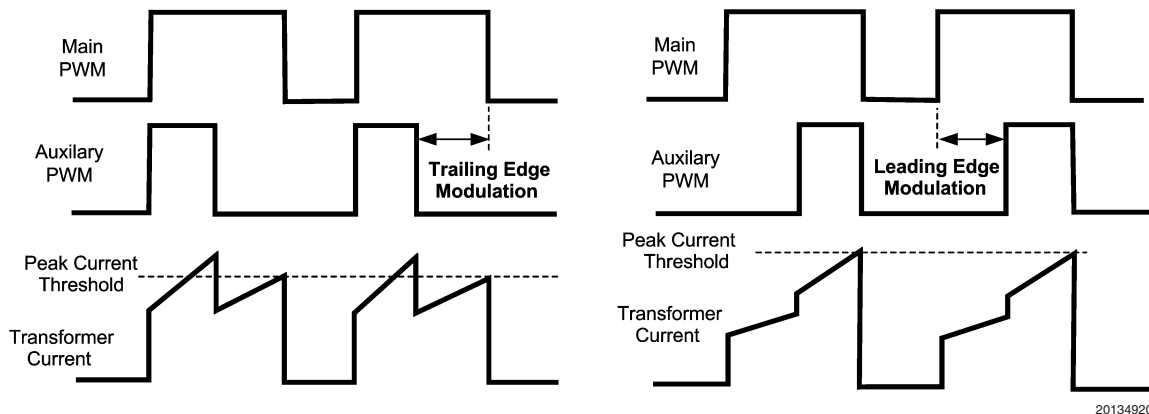 Main
PWM
Auxilary
PWM
Trailing Edge
Modulation
Peak Current
Threshold
Transformer
Current
Main
PWM
Auxilary
PWM
Leading Edge
Modulation
Peak Current
Threshold
Transformer
Current
20134920